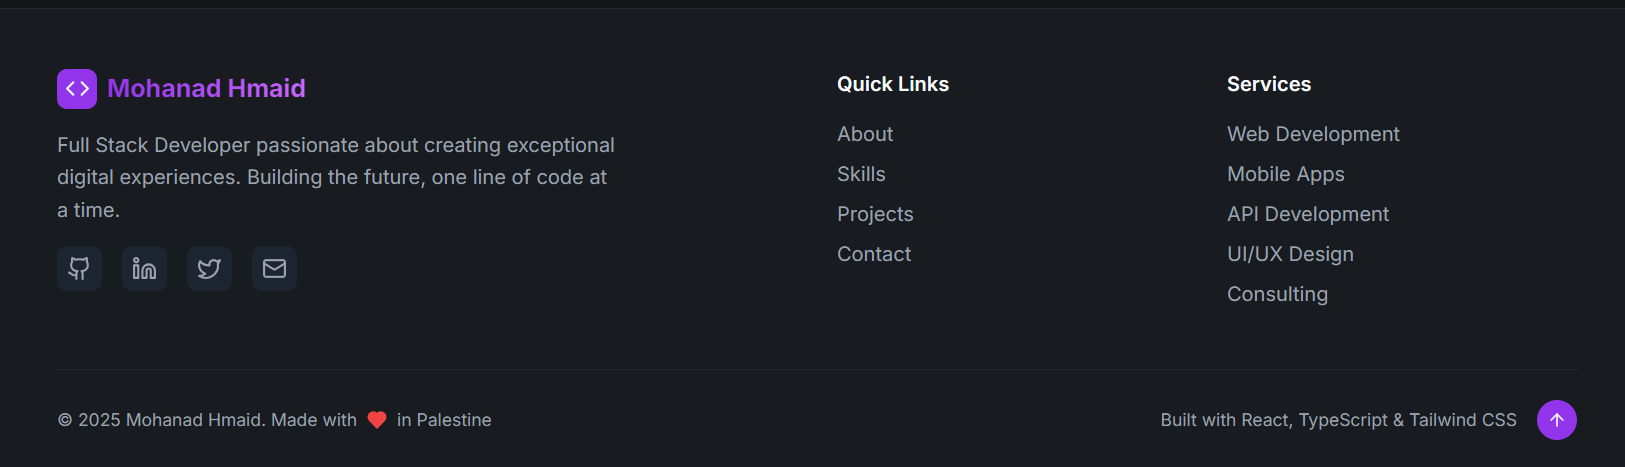 Mohanad Hmaid
Full Stack Developer passionate about creating exceptional
digital experiences. Building the future, one line of code at
a time.
Quick Links
About
Skills
Projects
Contact
Services
Web Development
Mobile Apps
API Development
UI/UX Design
Consulting
© 2025 Mohanad Hmaid. Made with ❤ in Palestine
Built with React, TypeScript & Tailwind CSS